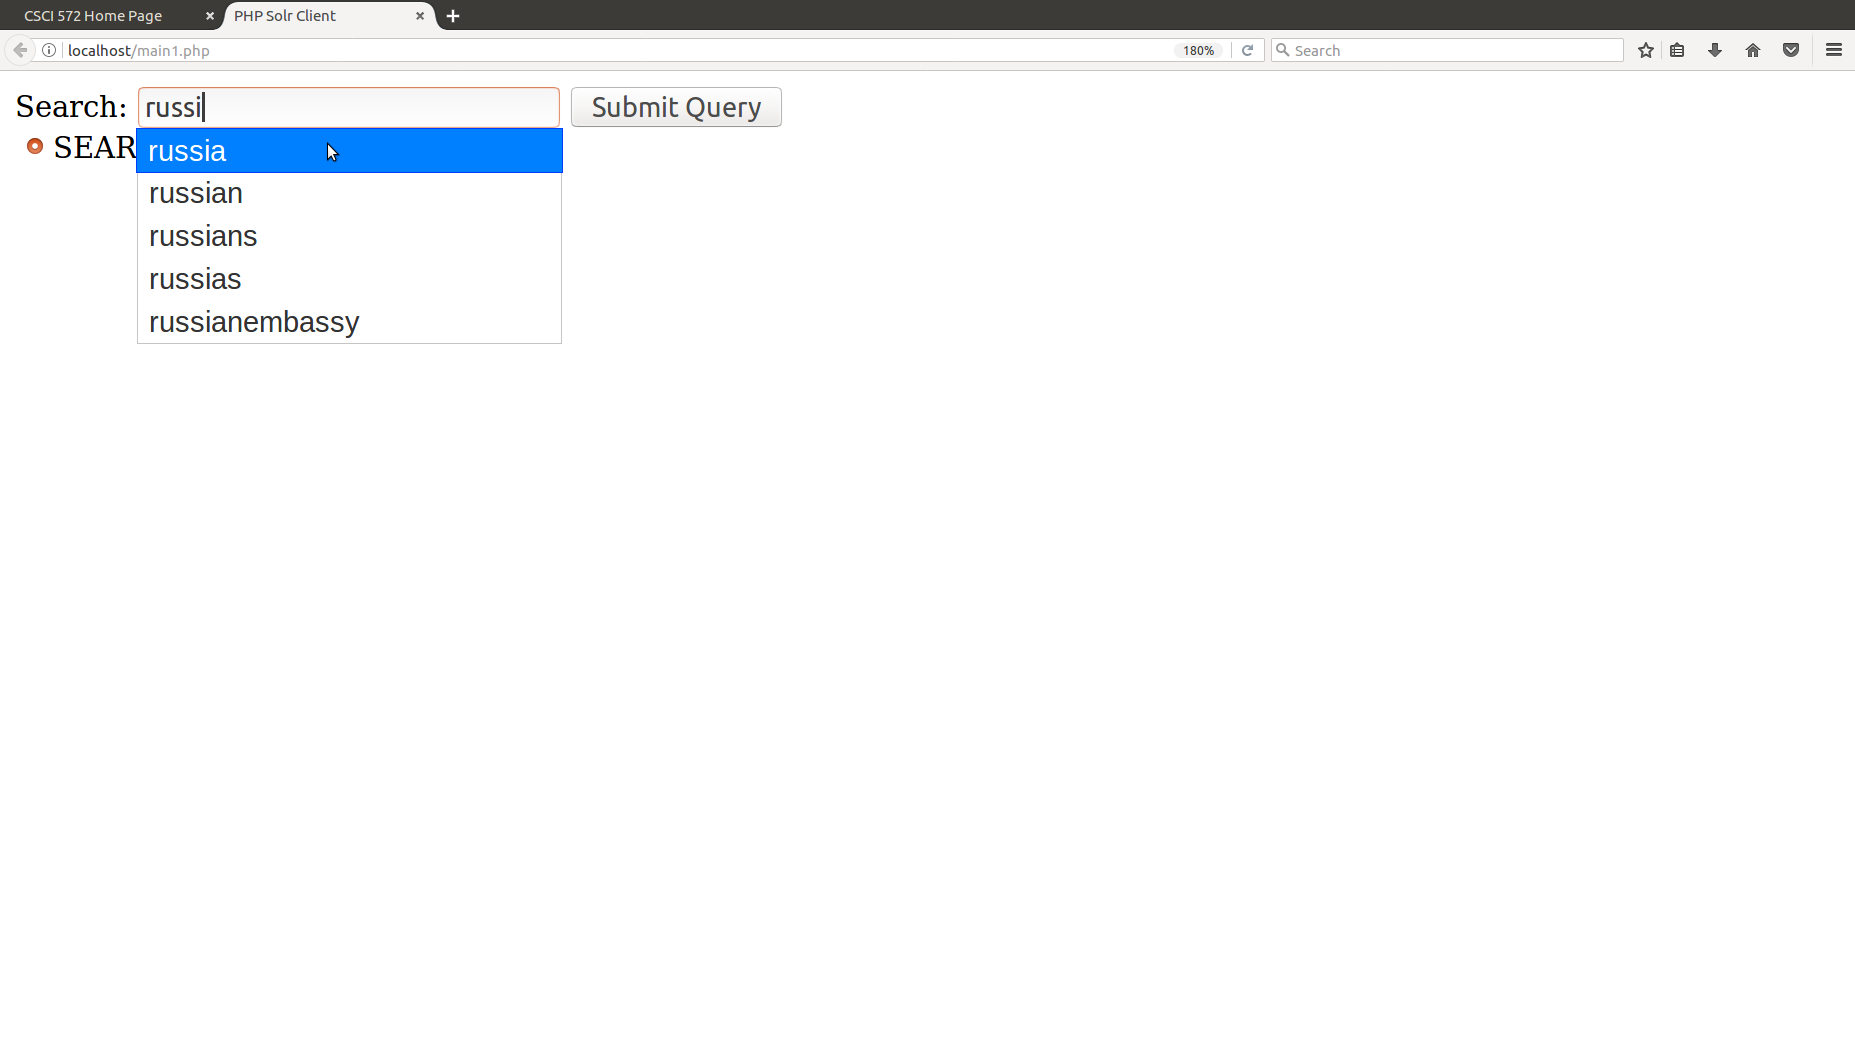 CSCI 572 Home Page PHP Solr Client
localhost/main1.php 180% Search
Search: russi Submit Query
SEAR
russia
russian
russians
russias
russianembassy